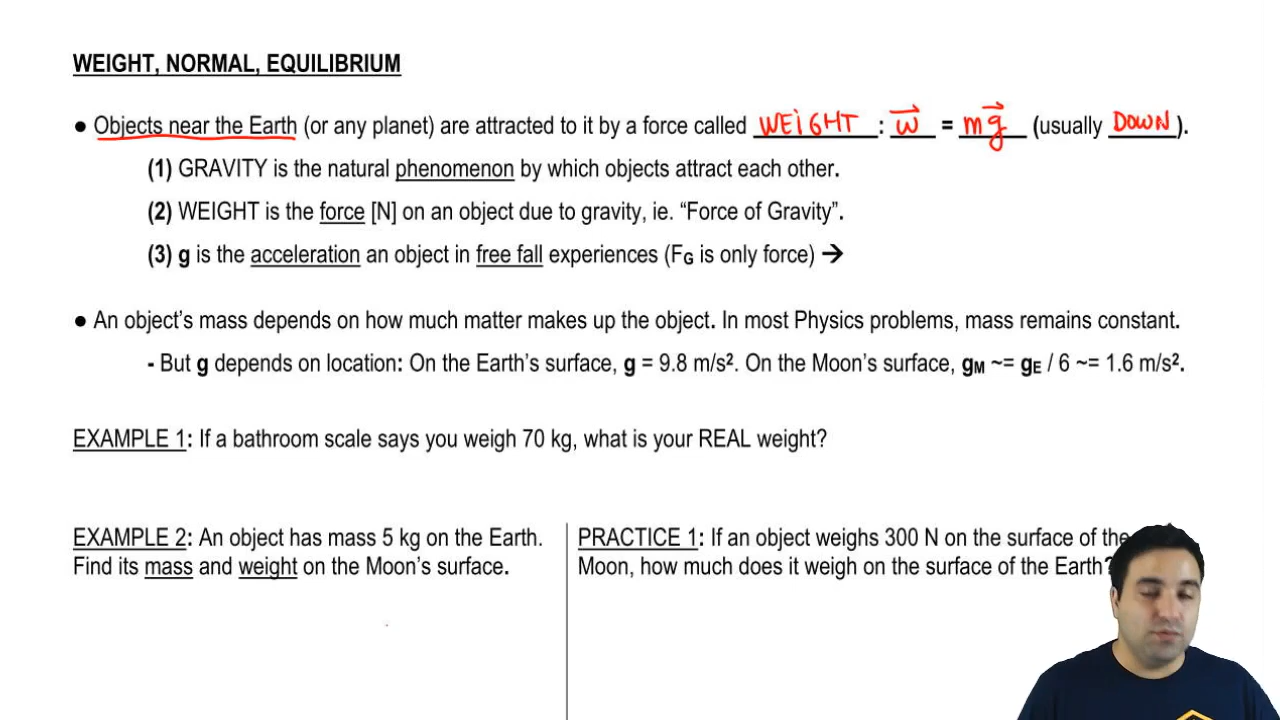 WEIGHT, NORMAL, EQUILIBRIUM
● Objects near the Earth (or any planet) are attracted to it by a force called WEIGHT : w = mg (usually DOWN).
(1) GRAVITY is the natural phenomenon by which objects attract each other.
(2) WEIGHT is the force [N] on an object due to gravity, ie. “Force of Gravity”.
(3) g is the acceleration an object in free fall experiences (FG is only force) →
● An object’s mass depends on how much matter makes up the object. In most Physics problems, mass remains constant.
- But g depends on location: On the Earth’s surface, g = 9.8 m/s². On the Moon’s surface, gM ~= gE / 6 ~= 1.6 m/s².
EXAMPLE 1: If a bathroom scale says you weigh 70 kg, what is your REAL weight?
EXAMPLE 2: An object has mass 5 kg on the Earth.
Find its mass and weight on the Moon’s surface.
PRACTICE 1: If an object weighs 300 N on the surface of the
Moon, how much does it weigh on the surface of the Earth?